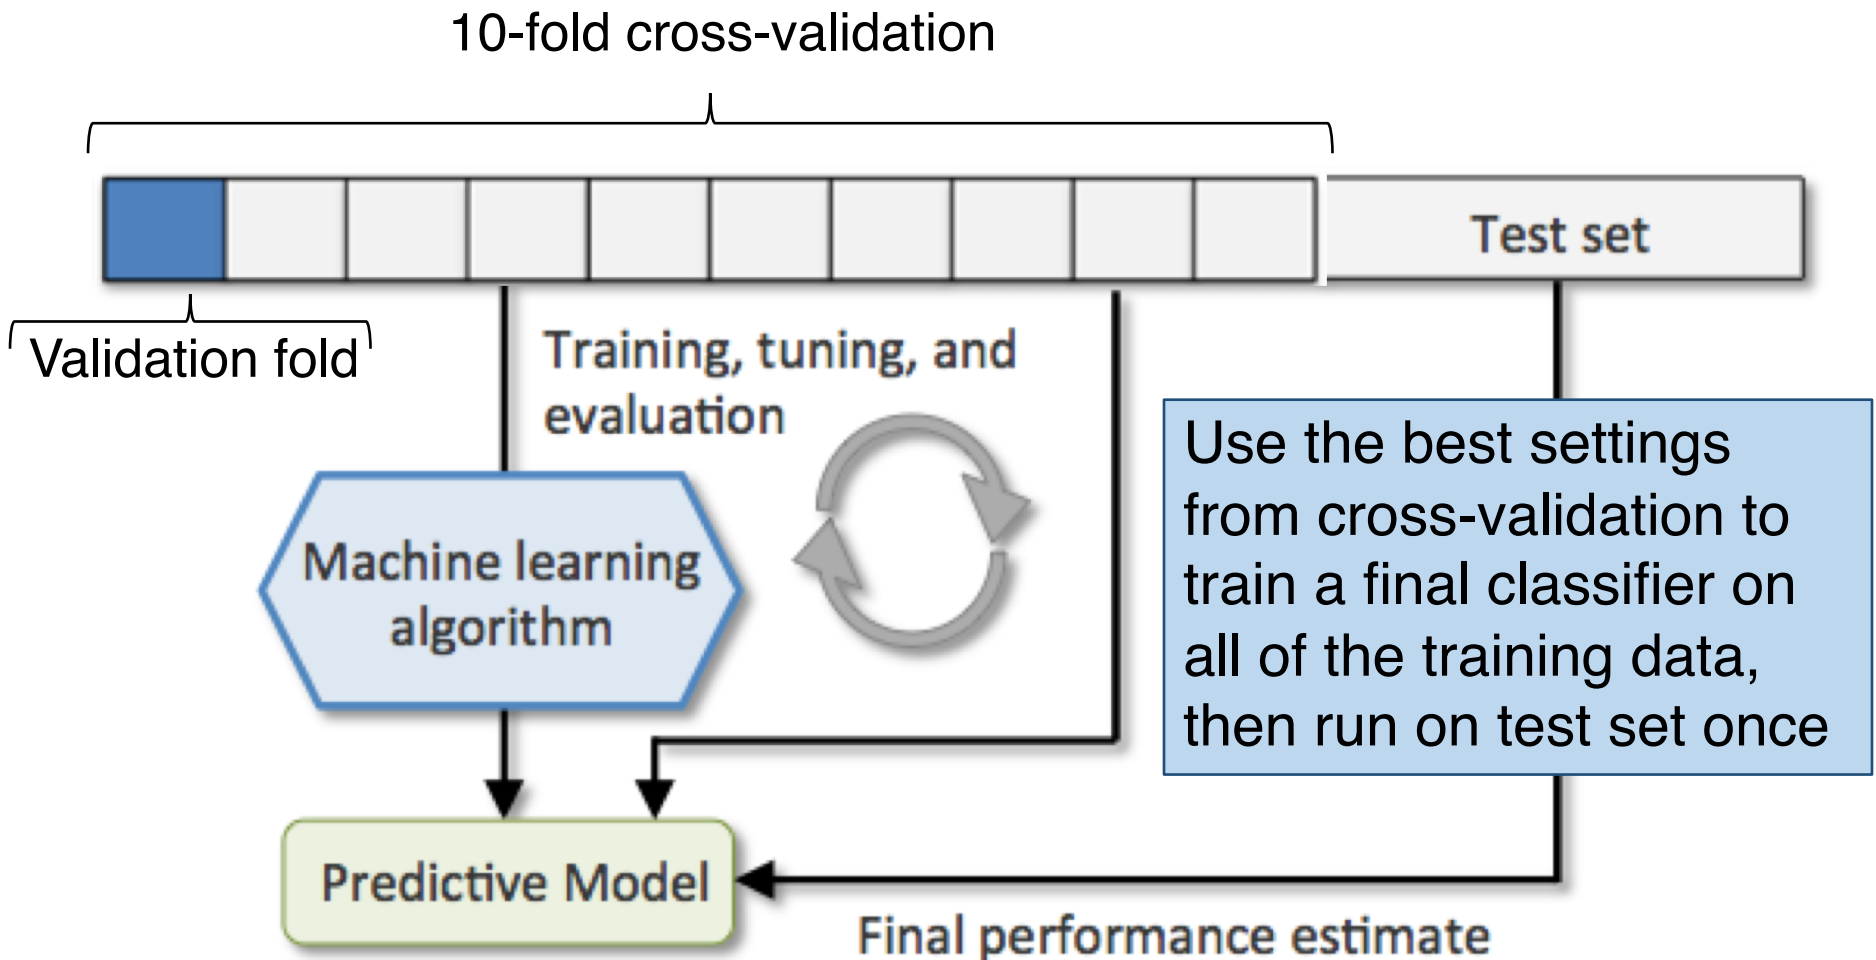 10-fold cross-validation
Test set
Validation fold
Training, tuning, and
evaluation
Machine learning
algorithm
Use the best settings
from cross-validation to
train a final classifier on
all of the training data,
then run on test set once
Predictive Model
Final performance estimate